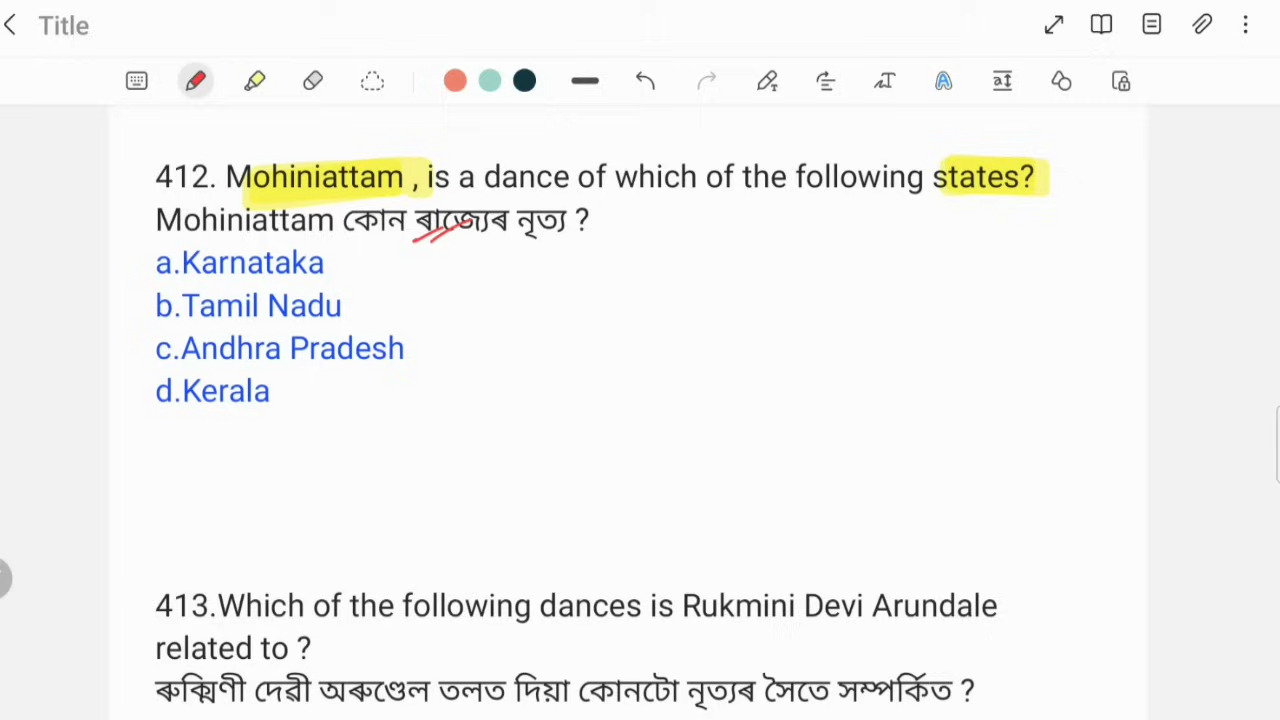 Title
412. Mohiniattam , is a dance of which of the following states?
Mohiniattam কোন ৰাজ্যেৰ নৃত্য ?
a.Karnataka
b.Tamil Nadu
c.Andhra Pradesh
d.Kerala
413.Which of the following dances is Rukmini Devi Arundale
related to ?
ৰুক্মিণী দেৱী অৰুণ্ডেল তলত দিয়া কোনটো নৃত্যৰ সৈতে সম্পৰ্কিত ?